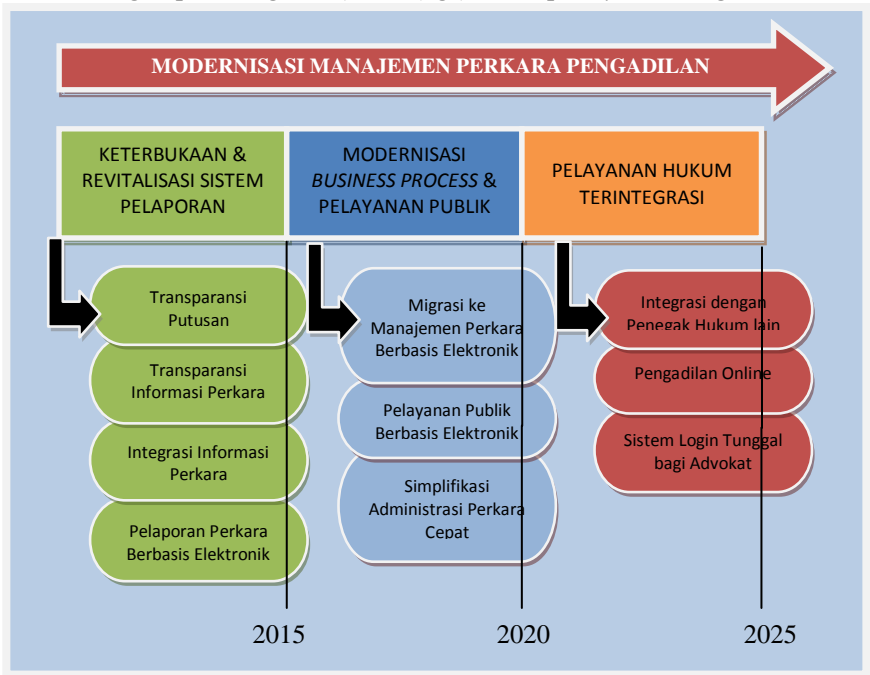 MODERNISASI MANAJEMEN PERKARA PENGADILAN
KETERBUKAAN &
REVITALISASI SISTEM
PELAPORAN
MODERNISASI
BUSINESS PROCESS &
PELAYANAN PUBLIK
PELAYANAN HUKUM
TERINTEGRASI
Transparansi
Putusan
Transparansi
Informasi Perkara
Integrasi Informasi
Perkara
Pelaporan Perkara
Berbasis Elektronik
Migrasi ke
Manajemen Perkara
Berbasis Elektronik
Pelayanan Publik
Berbasis Elektronik
Simplifikasi
Administrasi Perkara
Cepat
Integrasi dengan
Penegak Hukum lain
Pengadilan Online
Sistem Login Tunggal
bagi Advokat
2015
2020
2025